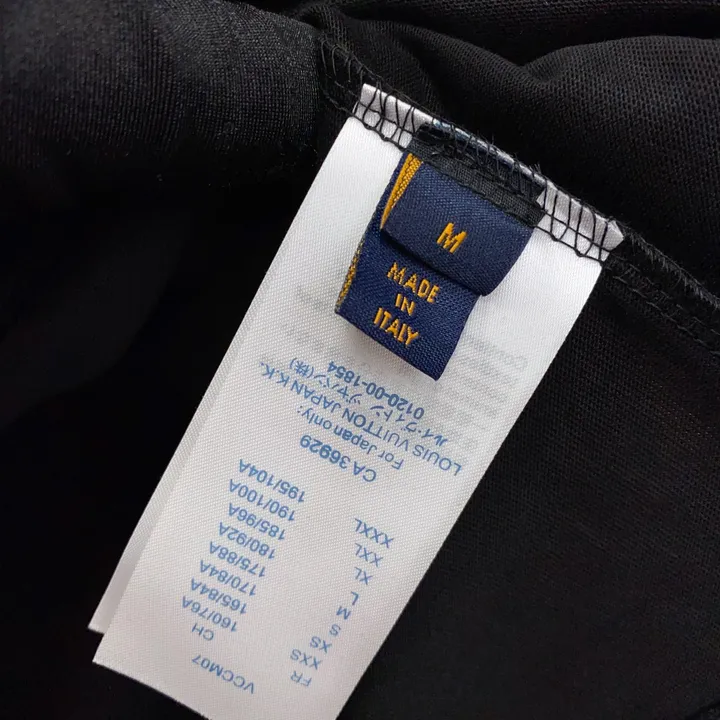 M
MADE
IN
ITALY
VCCM07
FR CH
XXS 160/76A
XS 165/84A
S 170/84A
M 175/88A
L 180/92A
XL 185/96A
XXL 190/100A
XXXL 195/104A
CA 36929
For Japan only:
LOUIS VUITTON JAPAN K.K.
ルイ・ヴィトン ジャパン(株)
0120-00-1854